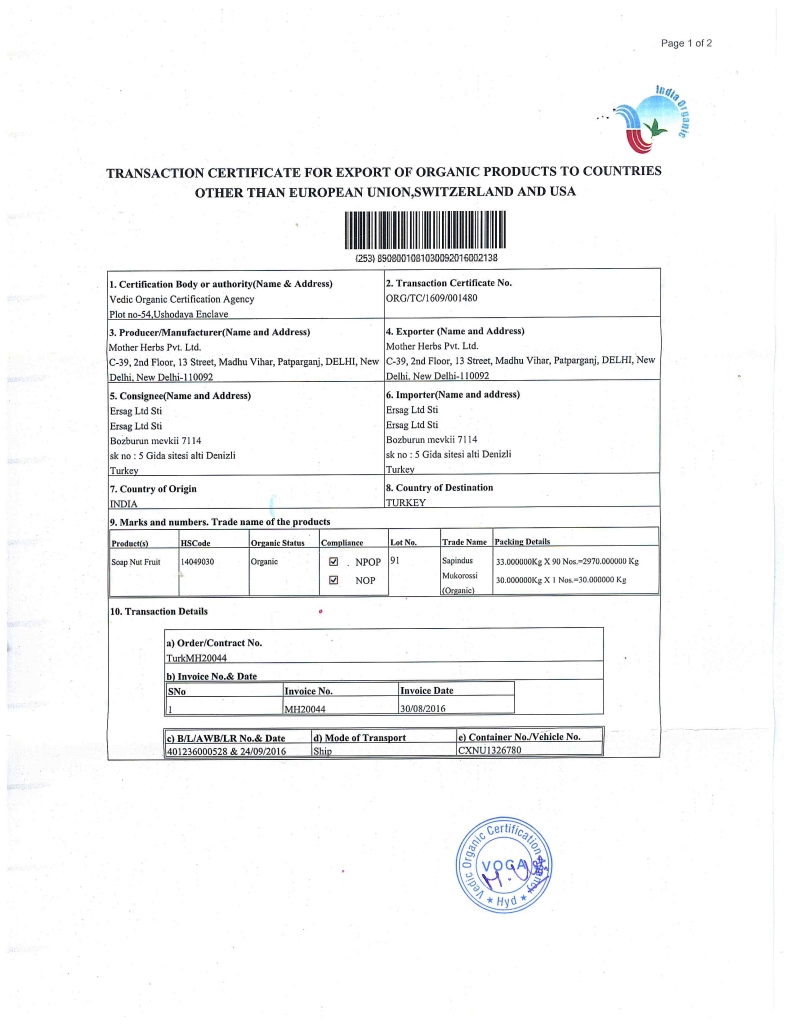 Page 1 of 2
India Organic
TRANSACTION CERTIFICATE FOR EXPORT OF ORGANIC PRODUCTS TO COUNTRIES
OTHER THAN EUROPEAN UNION,SWITZERLAND AND USA
(253) 8908001081030092016002138
1. Certification Body or authority(Name & Address)
Vedic Organic Certification Agency
Plot no-54,Ushodaya Enclave
2. Transaction Certificate No.
ORG/TC/1609/001480
3. Producer/Manufacturer(Name and Address)
Mother Herbs Pvt. Ltd.
C-39, 2nd Floor, 13 Street, Madhu Vihar, Patparganj, DELHI, New
Delhi, New Delhi-110092
4. Exporter (Name and Address)
Mother Herbs Pvt. Ltd.
C-39, 2nd Floor, 13 Street, Madhu Vihar, Patparganj, DELHI, New
Delhi, New Delhi-110092
5. Consignee(Name and Address)
Ersag Ltd Sti
Ersag Ltd Sti
Bozburun mevkii 7114
sk no : 5 Gida sitesi alti Denizli
Turkey
6. Importer(Name and address)
Ersag Ltd Sti
Ersag Ltd Sti
Bozburun mevkii 7114
sk no : 5 Gida sitesi alti Denizli
Turkey
7. Country of Origin
INDIA
8. Country of Destination
TURKEY
9. Marks and numbers. Trade name of the products
Product(s) HSCode Organic Status Compliance Lot No. Trade Name Packing Details
Soap Nut Fruit 14049030 Organic NPOP 91 Sapindus 33.000000Kg X 90 Nos.=2970.000000 Kg
NOP Mukorossi 30.000000Kg X 1 Nos.=30.000000 Kg
(Organic)
10. Transaction Details
a) Order/Contract No.
TurkMH20044
b) Invoice No.& Date
SNo Invoice No. Invoice Date
1 MH20044 30/08/2016
c) B/L/AWB/LR No.& Date d) Mode of Transport e) Container No./Vehicle No.
401236000528 & 24/09/2016 Ship CXNU1326780
Vedic Organic Certification Agency
VOCA
* Hyd *